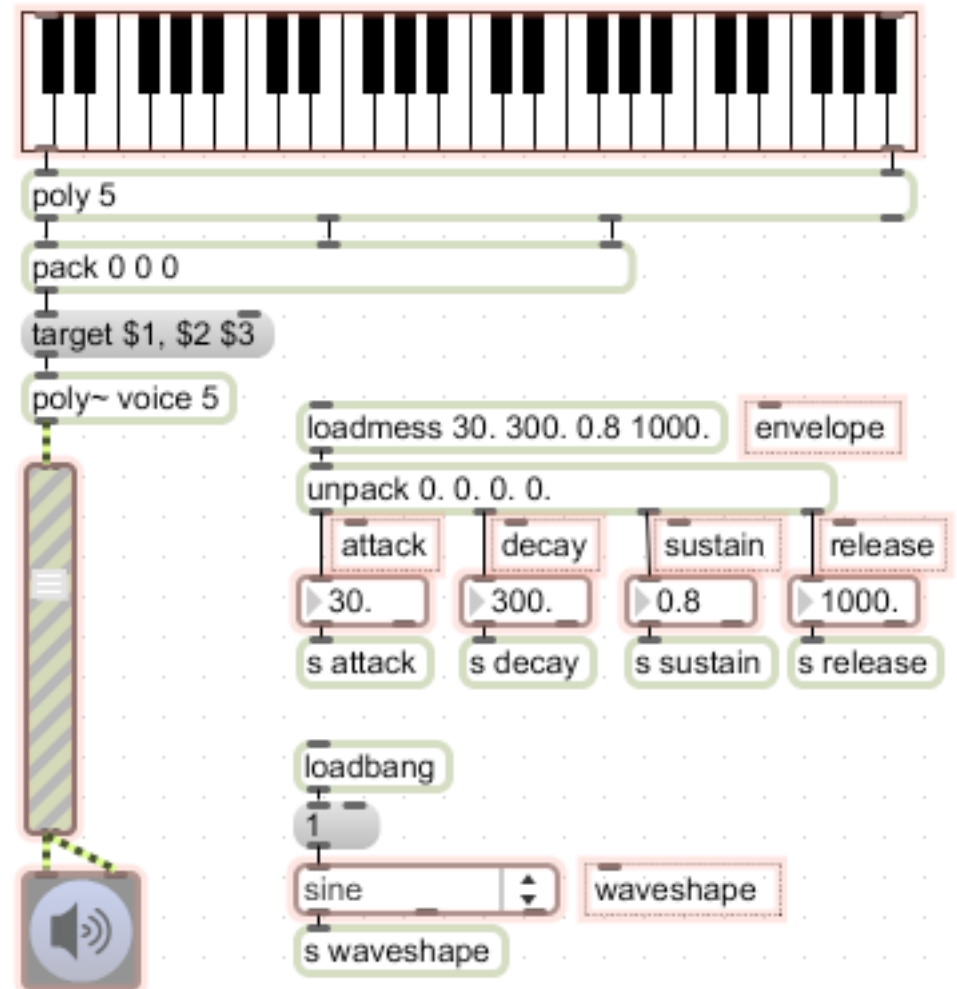 poly 5
pack 0 0 0
target $1, $2 $3
poly~ voice 5
loadmess 30. 300. 0.8 1000.
envelope
unpack 0. 0. 0. 0.
attack
decay
sustain
release
30.
300.
0.8
1000.
s attack
s decay
s sustain
s release
loadbang
1
sine
waveshape
s waveshape